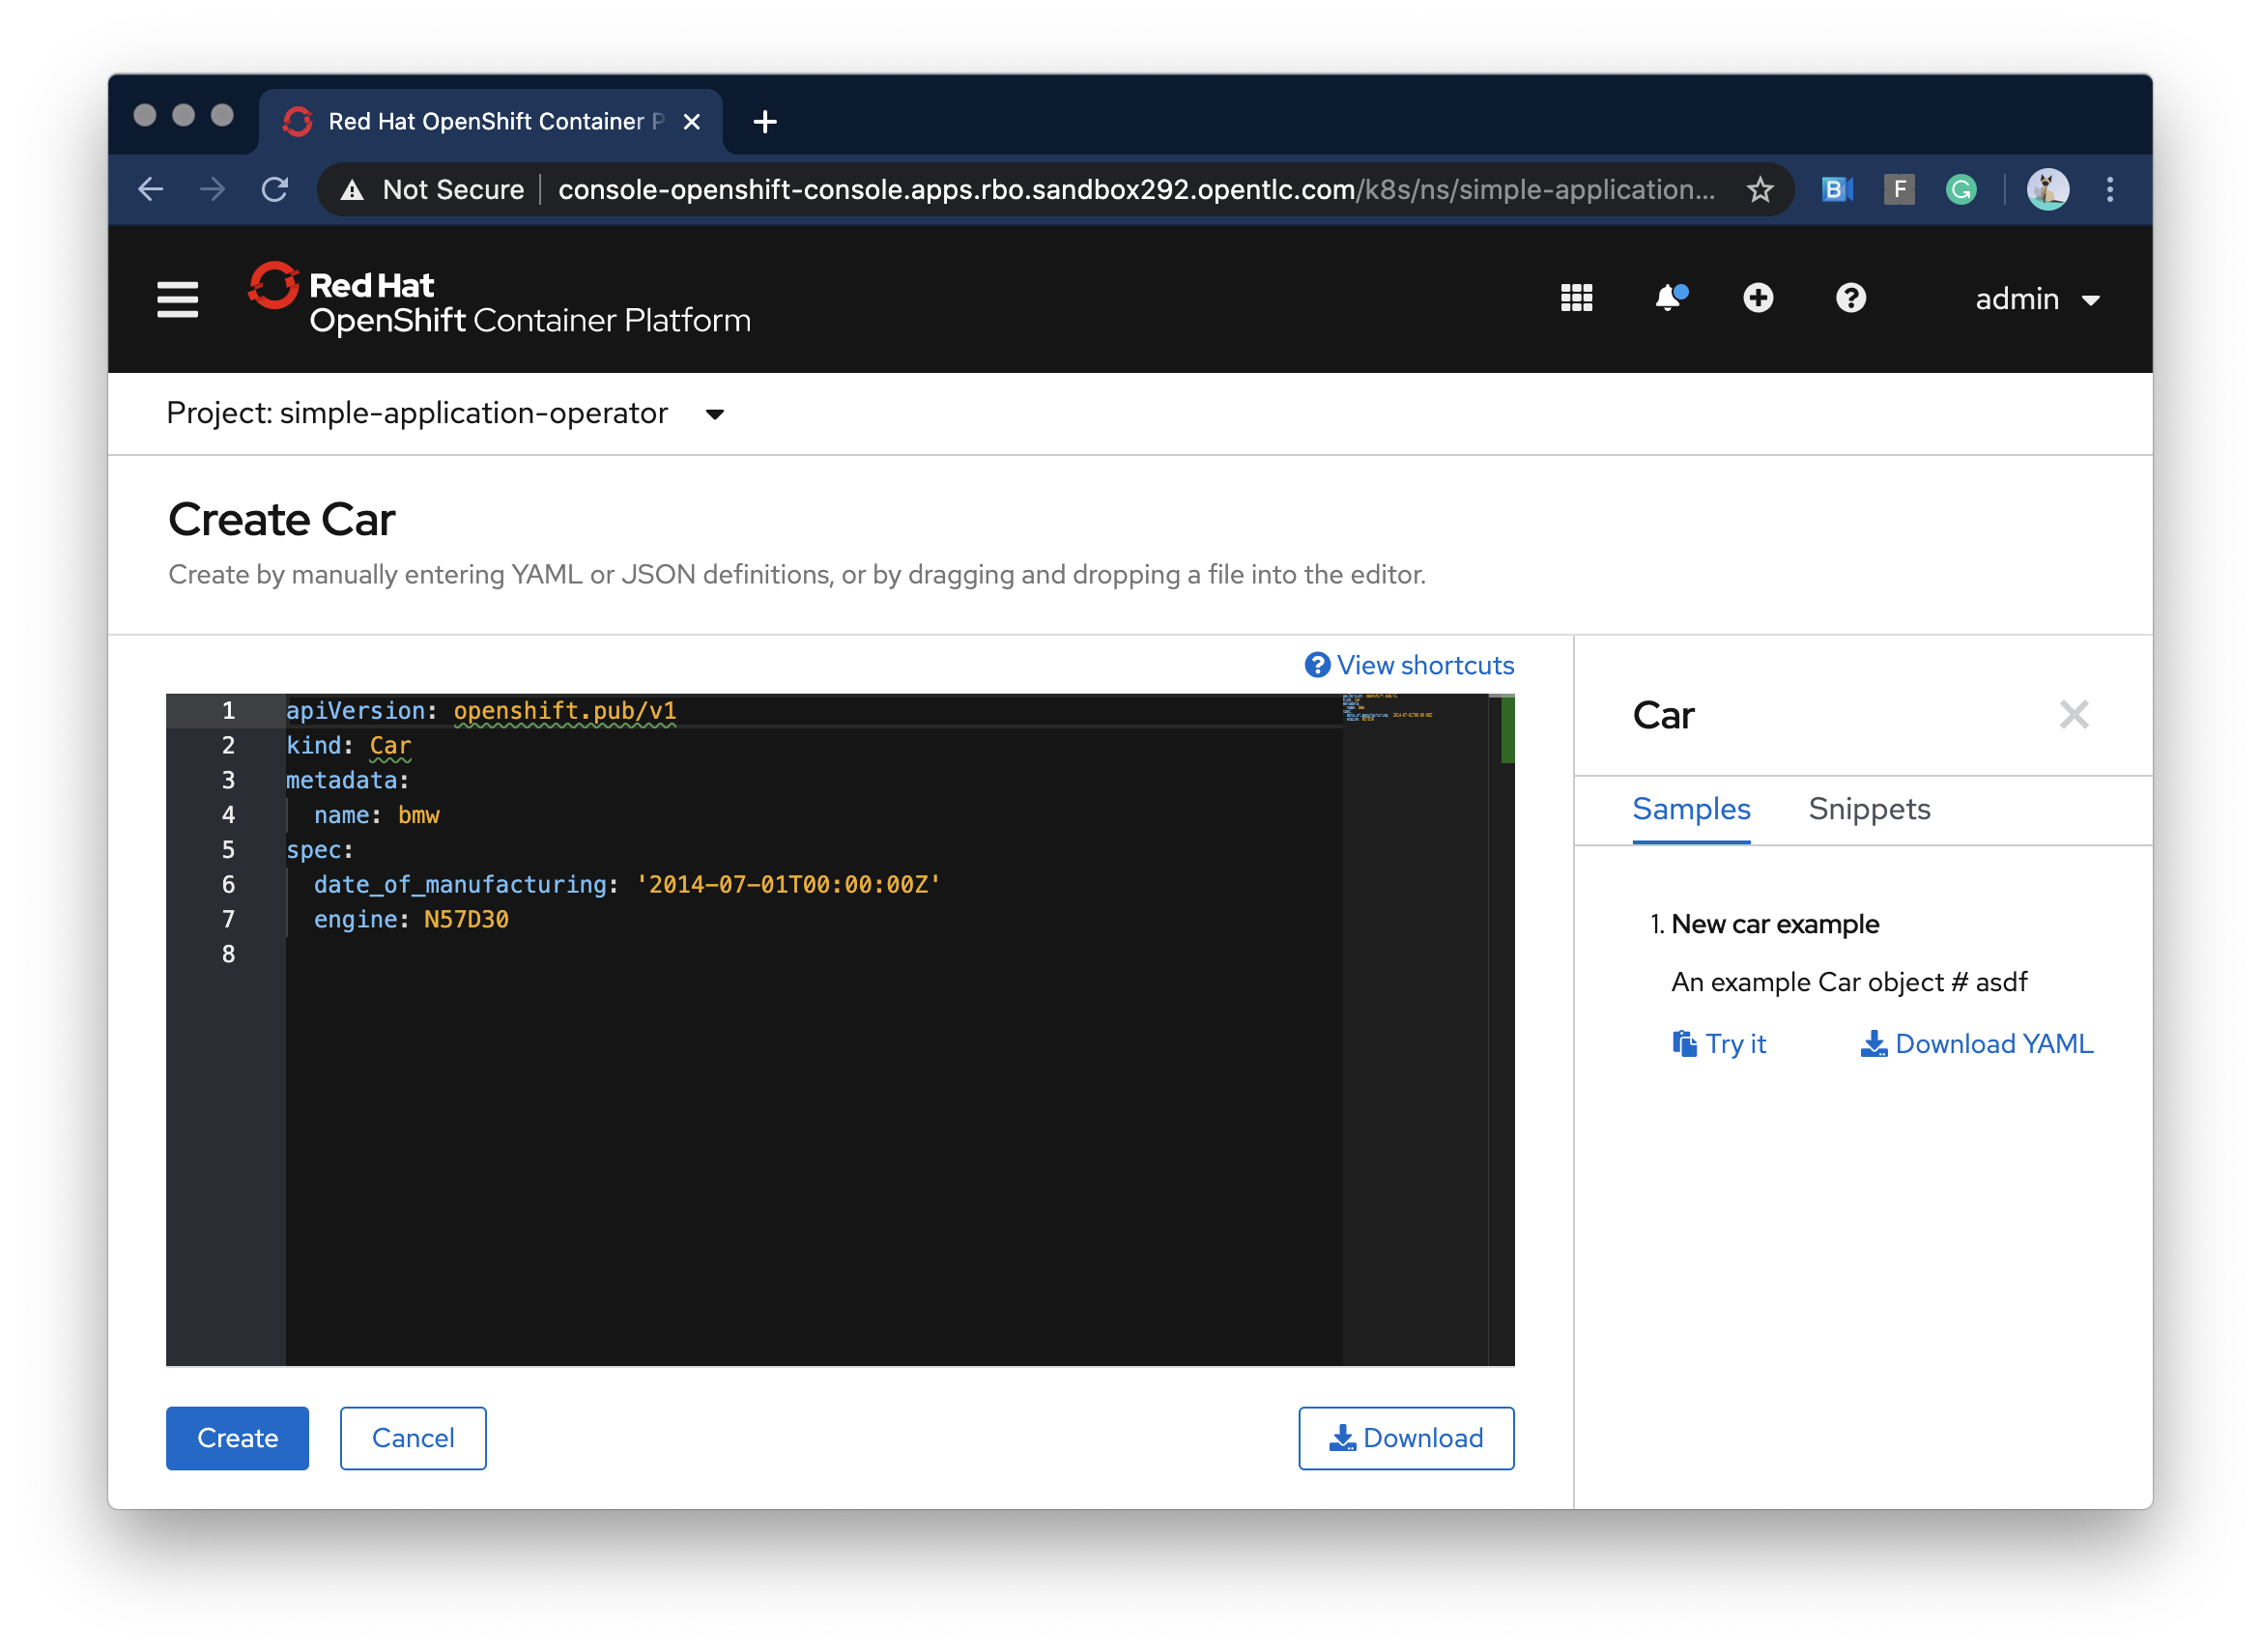 Red Hat OpenShift Container P
Not Secure
console-openshift-console.apps.rbo.sandbox292.opentlc.com/k8s/ns/simple-application...
B
F
G
Red Hat
OpenShift Container Platform
admin
Project: simple-application-operator
Create Car
Create by manually entering YAML or JSON definitions, or by dragging and dropping a file into the editor.
View shortcuts
1 apiVersion: openshift.pub/v1
2 kind: Car
3 metadata:
4   name: bmw
5 spec:
6   date_of_manufacturing: '2014-07-01T00:00:00Z'
7   engine: N57D30
8
Create
Cancel
Download
Car
Samples
Snippets
1. New car example
An example Car object # asdf
Try it
Download YAML